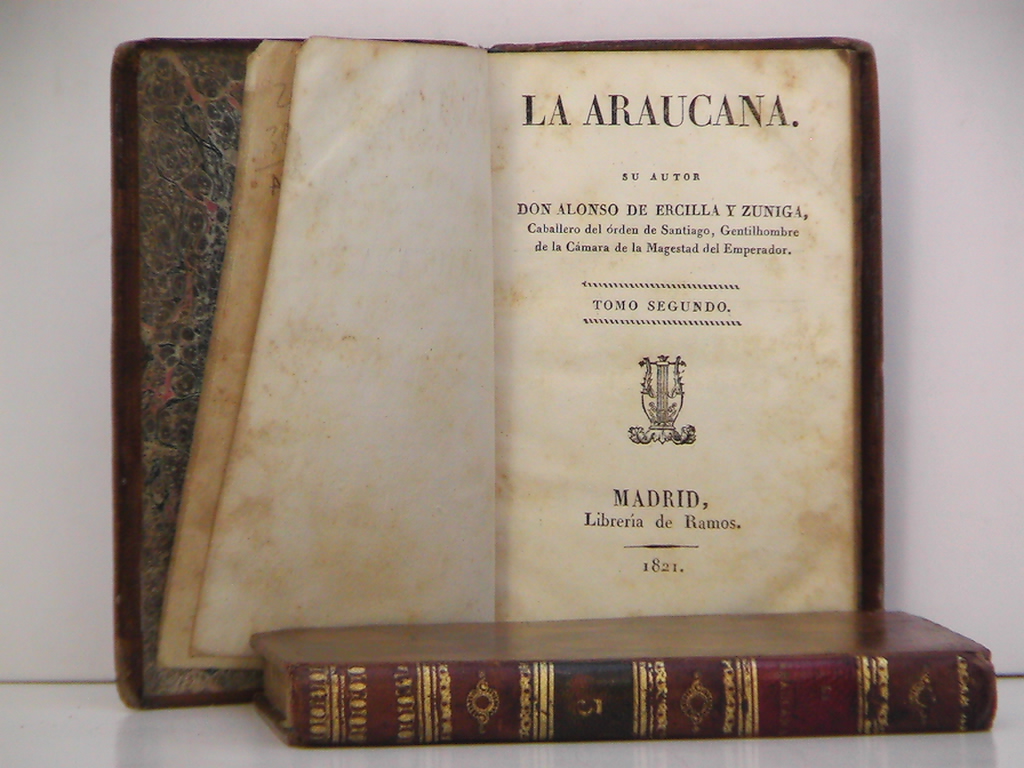 LA ARAUCANA.
SU AUTOR
DON ALONSO DE ERCILLA Y ZUNIGA,
Caballero del órden de Santiago, Gentilhombre
de la Cámara de la Magestad del Emperador.
TOMO SEGUNDO.
MADRID,
Librería de Ramos.
1821.